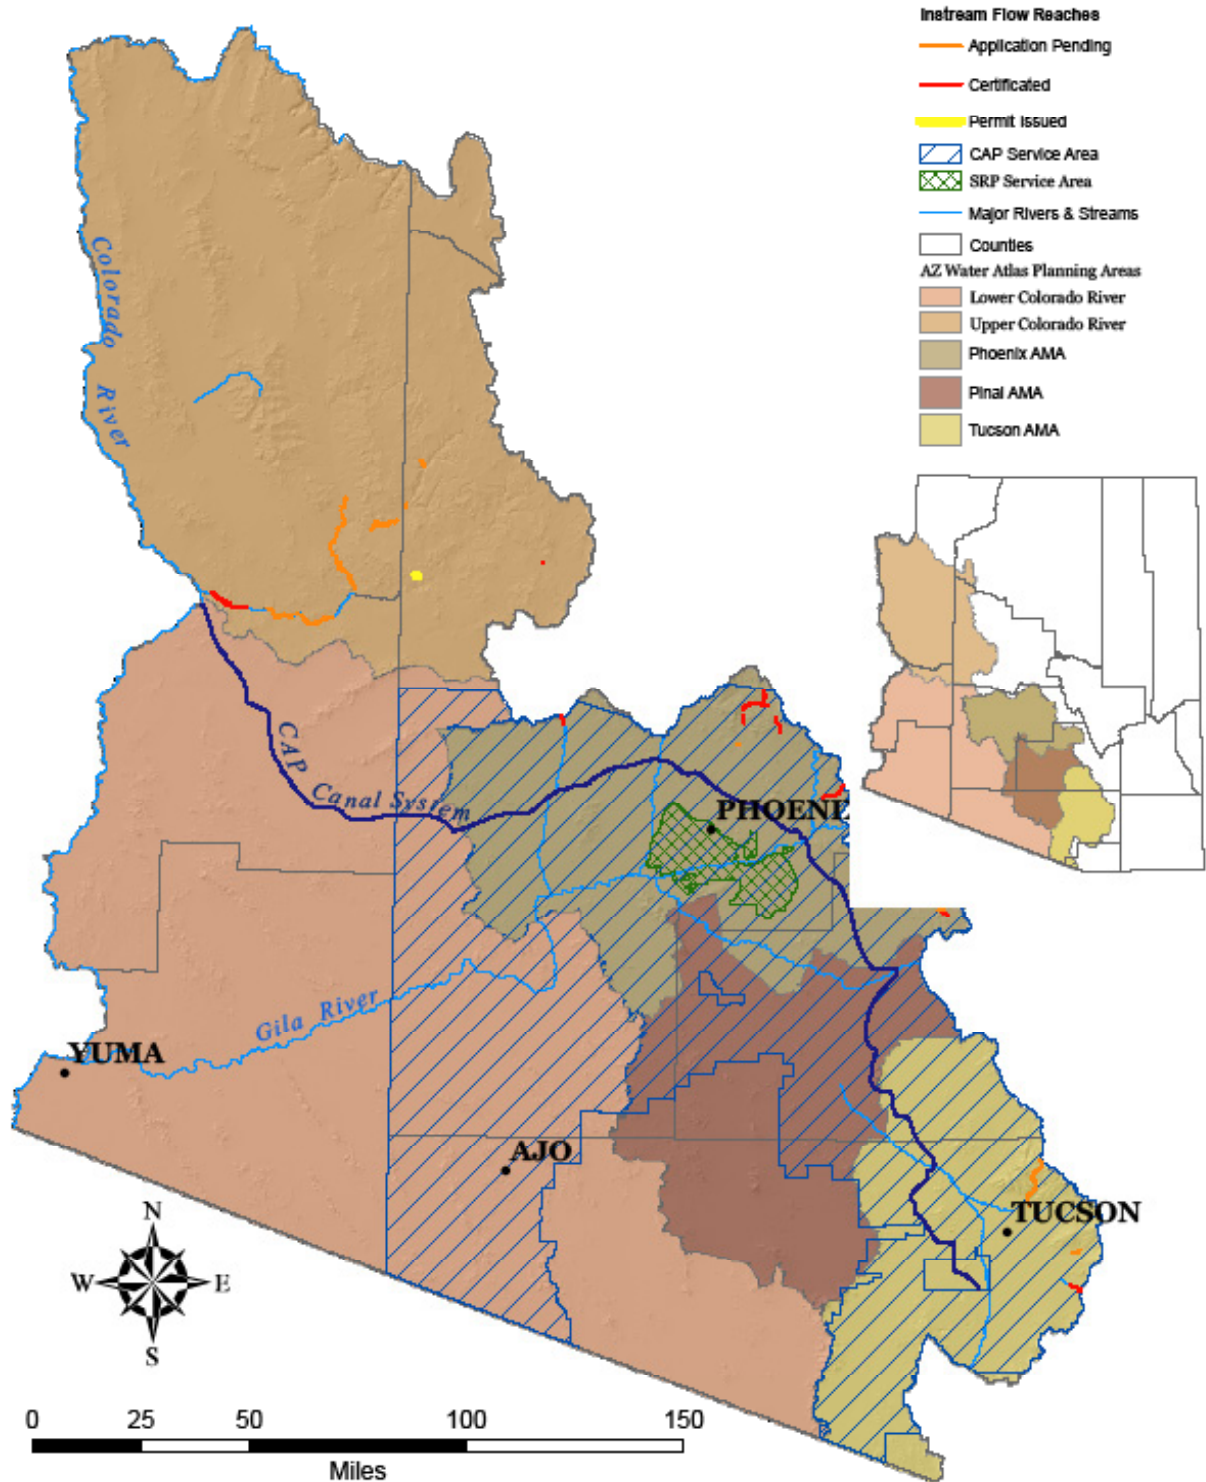 Instream Flow Reaches
Application Pending
Certificated
Permit Issued
CAP Service Area
SRP Service Area
Major Rivers & Streams
Counties
AZ Water Atlas Planning Areas
Lower Colorado River
Upper Colorado River
Phoenix AMA
Pinal AMA
Tucson AMA
Colorado River
CAP Canal System
PHOENIX
Gila River
YUMA
AJO
TUCSON
N
W E
S
0 25 50 100 150
Miles